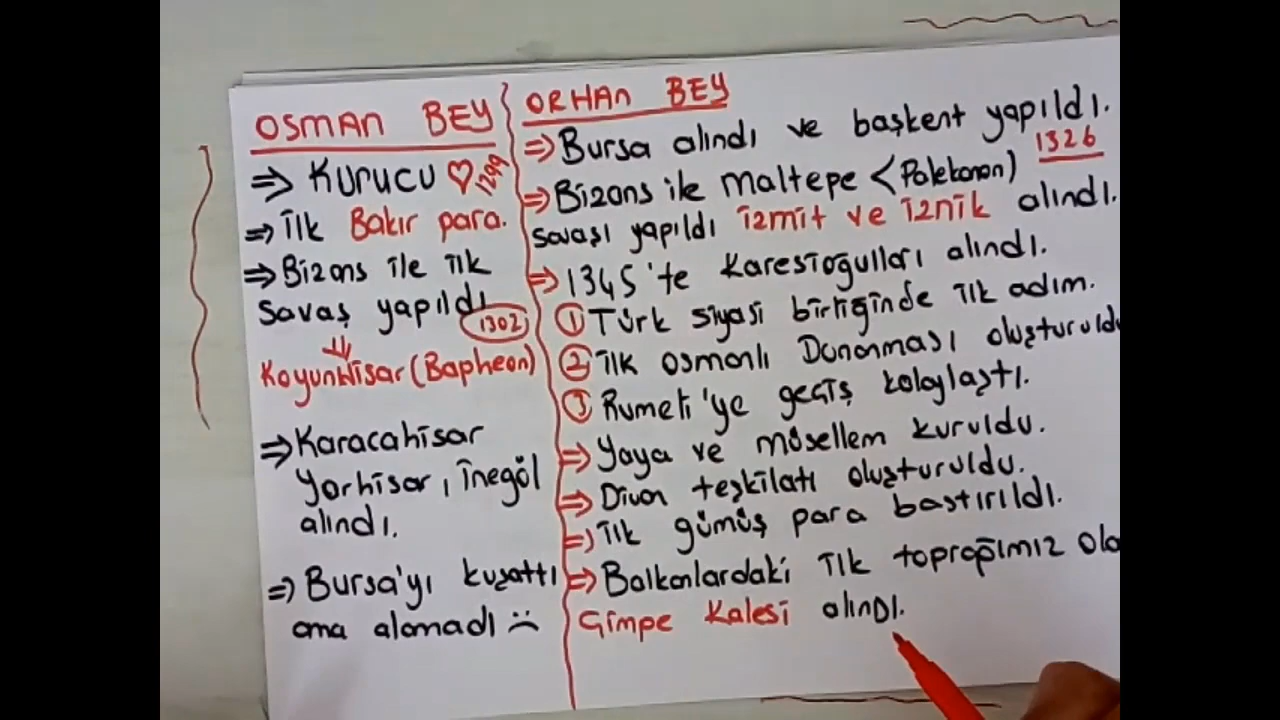 OSMAN BEY
⇒ Kurucu ♡ 1299
⇒ İlk Bakır para.
⇒ Bizans ile ilk
savaş yapıldı
1302
Koyunhisar (Bapheon)
⇒ Karacahisar
Yarhisar, İnegöl
alındı.
⇒ Bursa'yı kuşattı
ama alamadı :(
ORHAN BEY
⇒ Bursa alındı ve başkent yapıldı.
1326
⇒ Bizans ile Maltepe < (Palekanon)
savaşı yapıldı izmit ve iznik alındı.
⇒ 1345'te Karesioğulları alındı.
① Türk siyasi birliğinde ilk adım.
② ilk osmanlı Donanması oluşturuldu
③ Rumeli'ye geçiş kolaylaştı.
⇒ Yaya ve müsellem kuruldu.
⇒ Divan teşkilatı oluşturuldu.
⇒ ilk gümüş para bastırıldı.
⇒ Balkanlardaki ilk toprağımız ola
Çimpe Kalesi alındı.